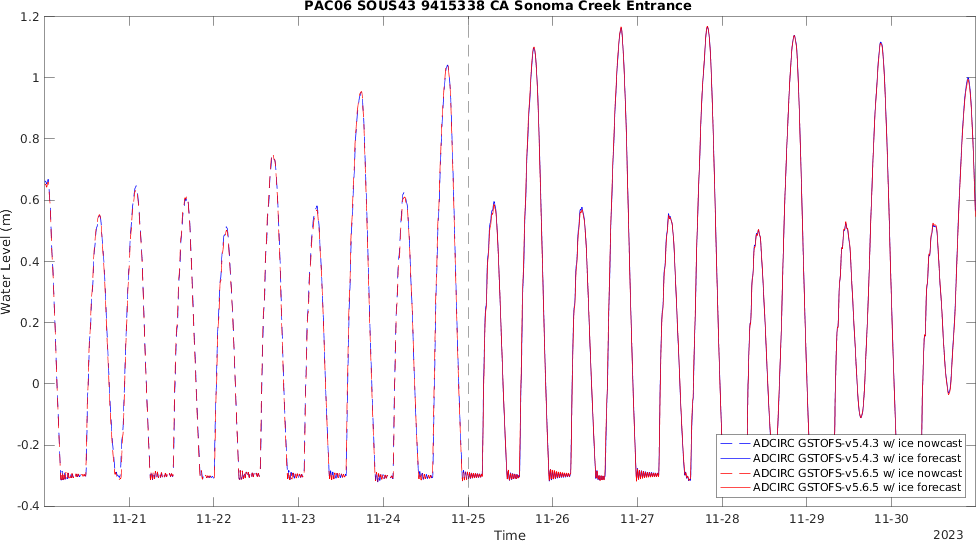 PAC06 SOUS43 9415338 CA Sonoma Creek Entrance
1.2
1
0.8
0.6
0.4
0.2
0
-0.2
-0.4
Water Level (m)
ADCIRC GSTOFS-v5.4.3 w/ ice nowcast
ADCIRC GSTOFS-v5.4.3 w/ ice forecast
ADCIRC GSTOFS-v5.6.5 w/ ice nowcast
ADCIRC GSTOFS-v5.6.5 w/ ice forecast
11-21 11-22 11-23 11-24 11-25 11-26 11-27 11-28 11-29 11-30
Time
2023